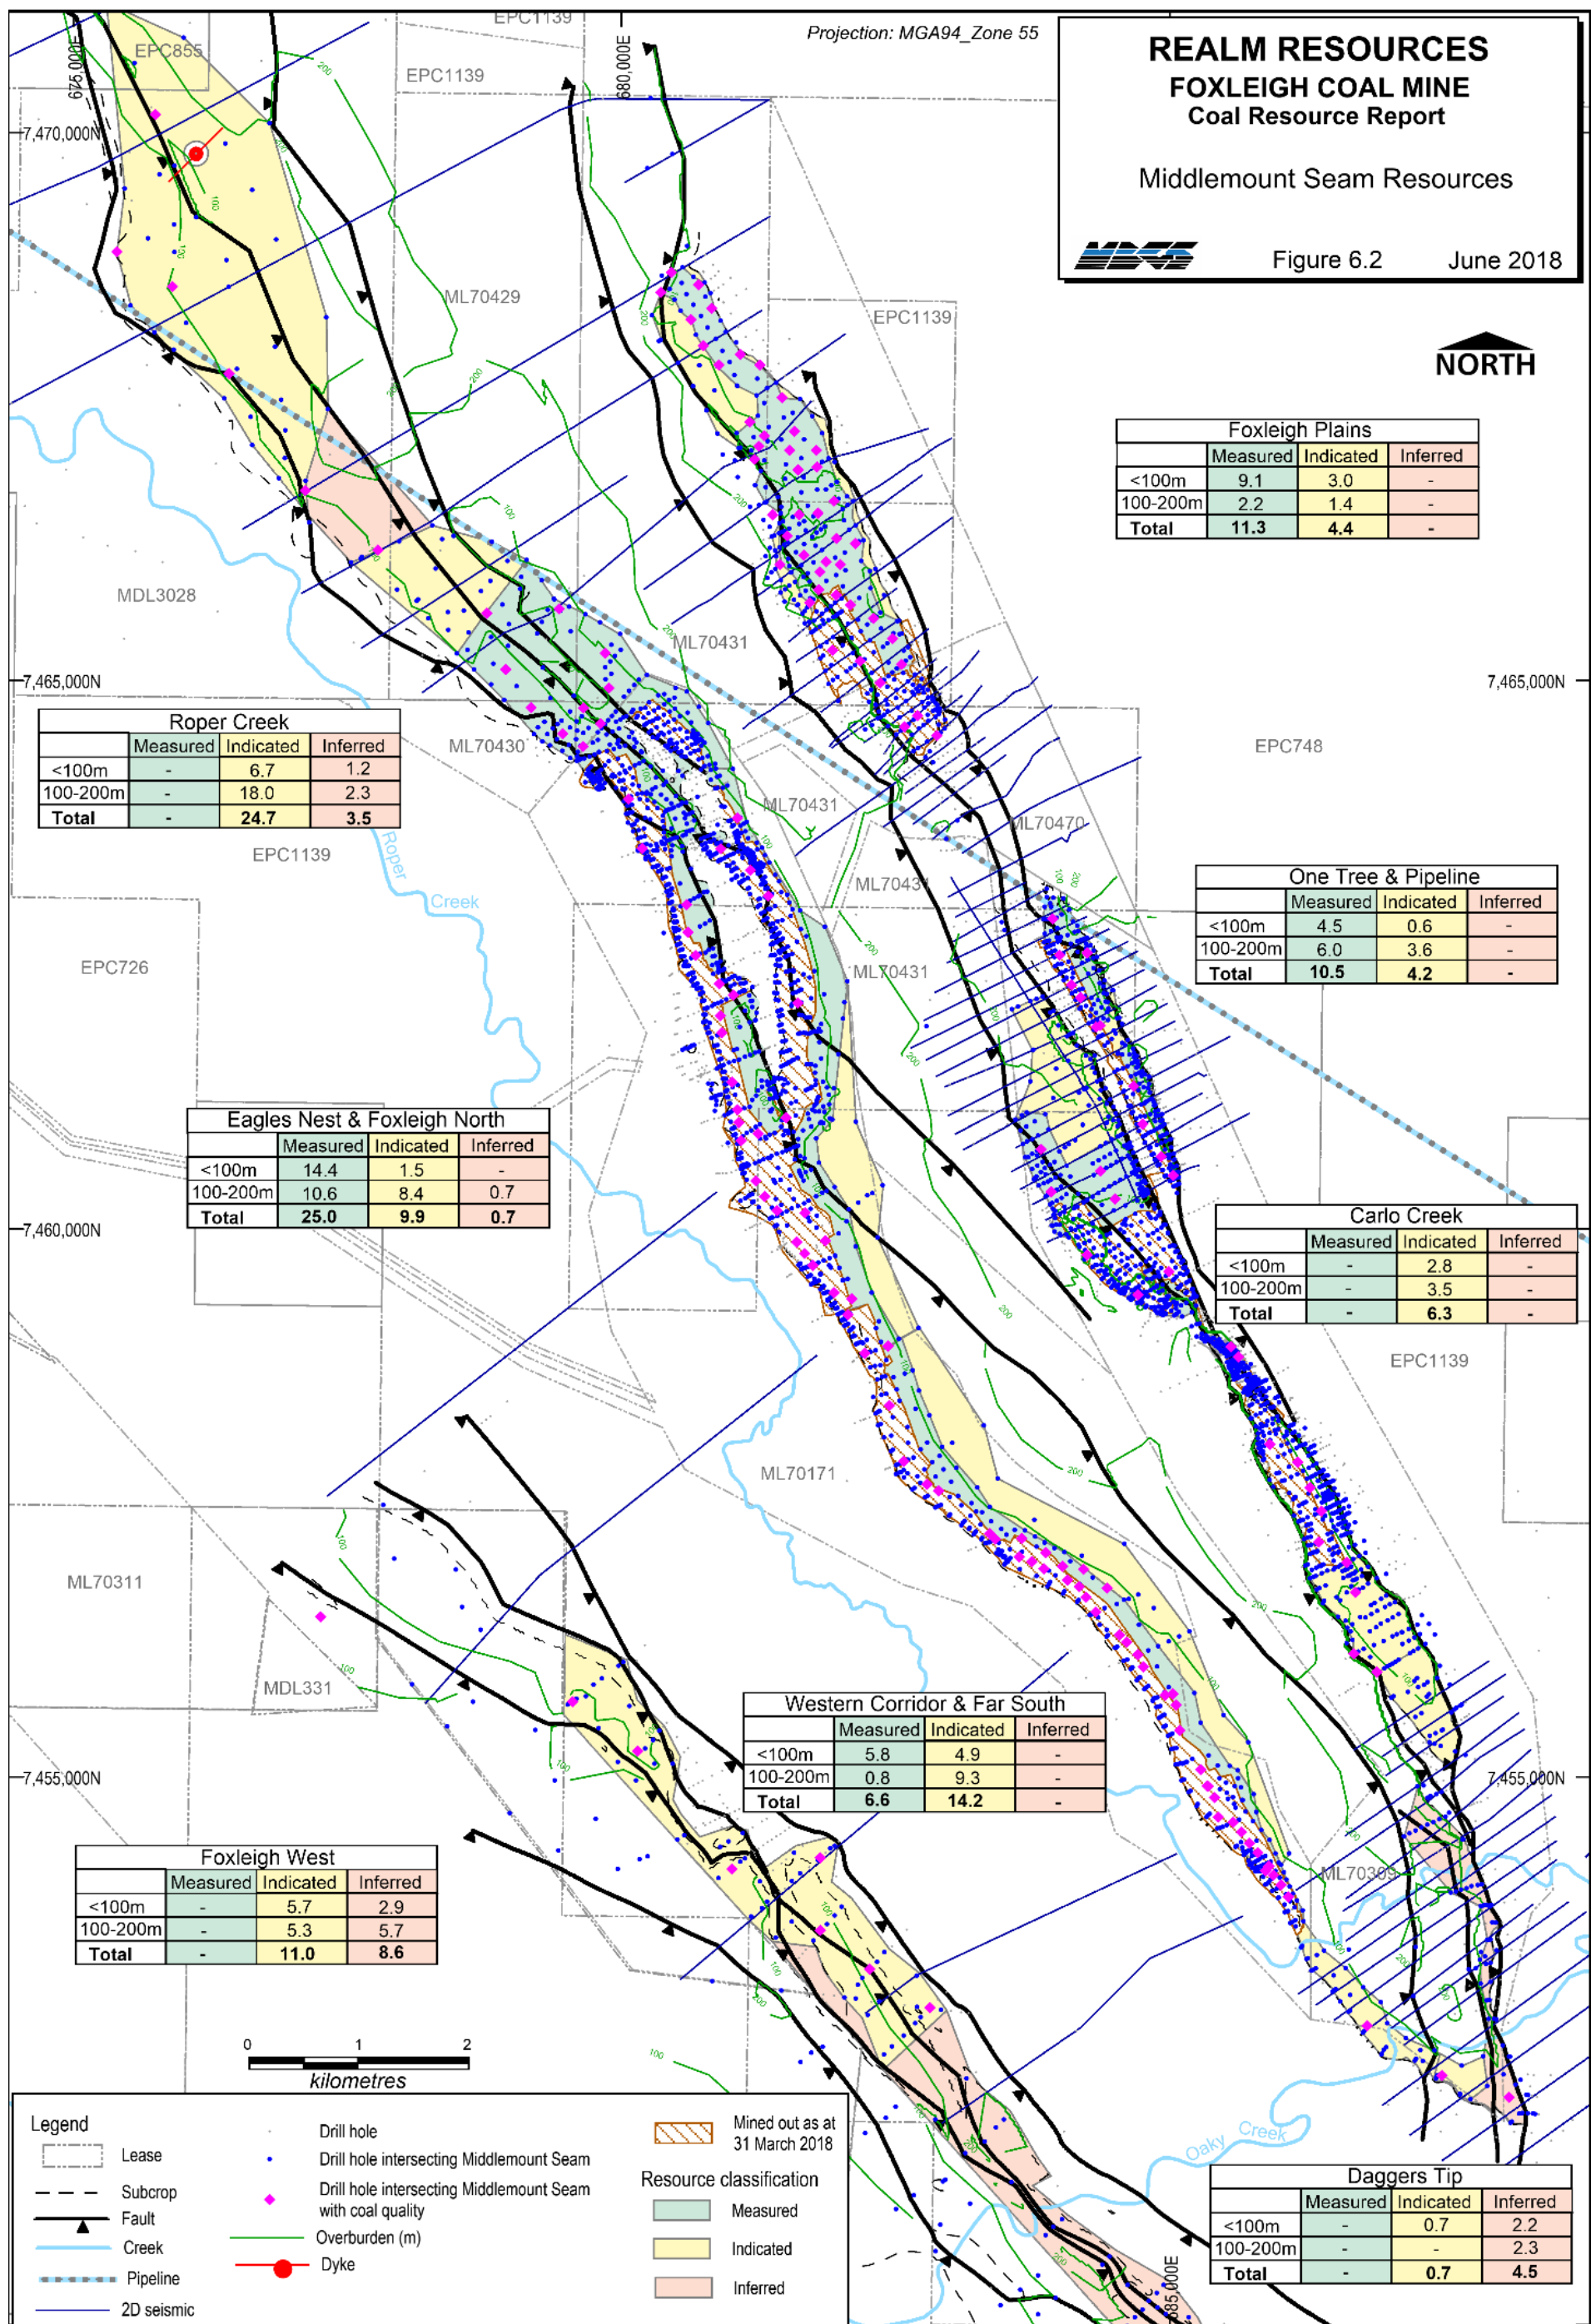 Projection: MGA94_Zone 55
REALM RESOURCES
FOXLEIGH COAL MINE
Coal Resource Report
Middlemount Seam Resources
Figure 6.2 June 2018
NORTH
675,000E
680,000E
685,000E
7,470,000N
7,465,000N
7,465,000N
7,460,000N
7,455,000N
7,455,000N
EPC855
EPC1139
EPC1139
ML70429
EPC1139
MDL3028
ML70431
ML70430
EPC748
ML70431
ML70470
EPC1139
ML70431
ML70431
EPC726
EPC1139
ML70171
ML70311
MDL331
ML70309
Roper
Creek
Oaky Creek
Foxleigh Plains
Measured Indicated Inferred
<100m 9.1 3.0 -
100-200m 2.2 1.4 -
Total 11.3 4.4 -
Roper Creek
Measured Indicated Inferred
<100m - 6.7 1.2
100-200m - 18.0 2.3
Total - 24.7 3.5
One Tree & Pipeline
Measured Indicated Inferred
<100m 4.5 0.6 -
100-200m 6.0 3.6 -
Total 10.5 4.2 -
Eagles Nest & Foxleigh North
Measured Indicated Inferred
<100m 14.4 1.5 -
100-200m 10.6 8.4 0.7
Total 25.0 9.9 0.7
Carlo Creek
Measured Indicated Inferred
<100m - 2.8 -
100-200m - 3.5 -
Total - 6.3 -
Western Corridor & Far South
Measured Indicated Inferred
<100m 5.8 4.9 -
100-200m 0.8 9.3 -
Total 6.6 14.2 -
Foxleigh West
Measured Indicated Inferred
<100m - 5.7 2.9
100-200m - 5.3 5.7
Total - 11.0 8.6
Daggers Tip
Measured Indicated Inferred
<100m - 0.7 2.2
100-200m - - 2.3
Total - 0.7 4.5
0 1 2
kilometres
Legend
Lease
Subcrop
Fault
Creek
Pipeline
2D seismic
Drill hole
Drill hole intersecting Middlemount Seam
Drill hole intersecting Middlemount Seam
with coal quality
Overburden (m)
Dyke
Mined out as at
31 March 2018
Resource classification
Measured
Indicated
Inferred